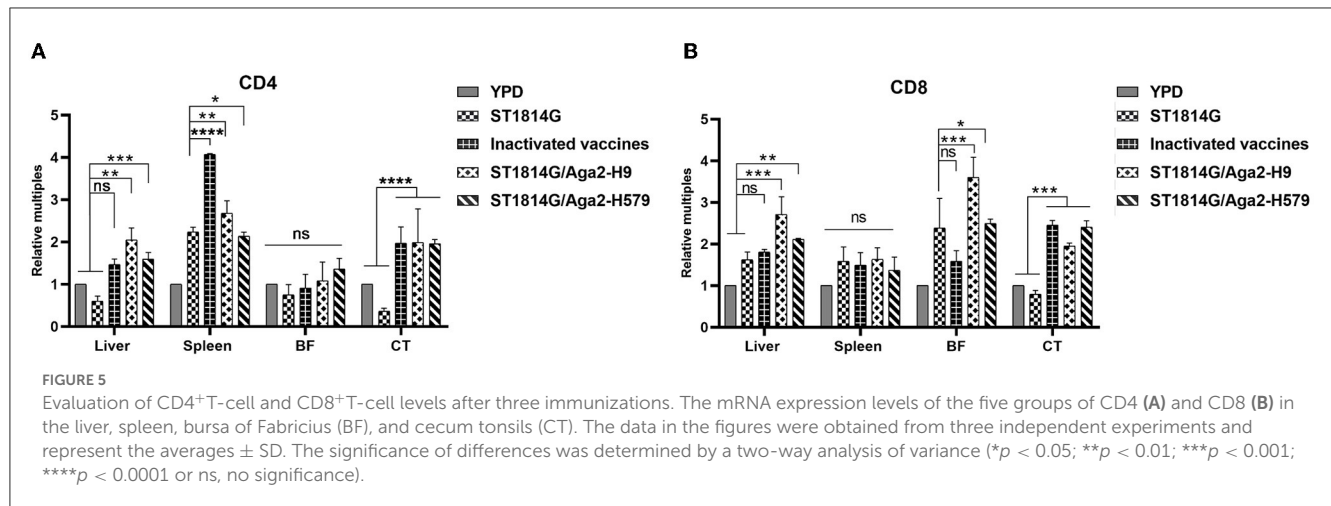 A
CD4
Relative multiples
5
4
3
2
1
0
ns
**
***
****
**
*
ns
****
Liver Spleen BF CT
YPD
ST1814G
Inactivated vaccines
ST1814G/Aga2-H9
ST1814G/Aga2-H579
B
CD8
Relative multiples
5
4
3
2
1
0
ns
***
**
ns
ns
***
*
***
Liver Spleen BF CT
YPD
ST1814G
Inactivated vaccines
ST1814G/Aga2-H9
ST1814G/Aga2-H579
FIGURE 5
Evaluation of CD4+T-cell and CD8+T-cell levels after three immunizations. The mRNA expression levels of the five groups of CD4 (A) and CD8 (B) in
the liver, spleen, bursa of Fabricius (BF), and cecum tonsils (CT). The data in the figures were obtained from three independent experiments and
represent the averages ± SD. The significance of differences was determined by a two-way analysis of variance (*p < 0.05; **p < 0.01; ***p < 0.001;
****p < 0.0001 or ns, no significance).